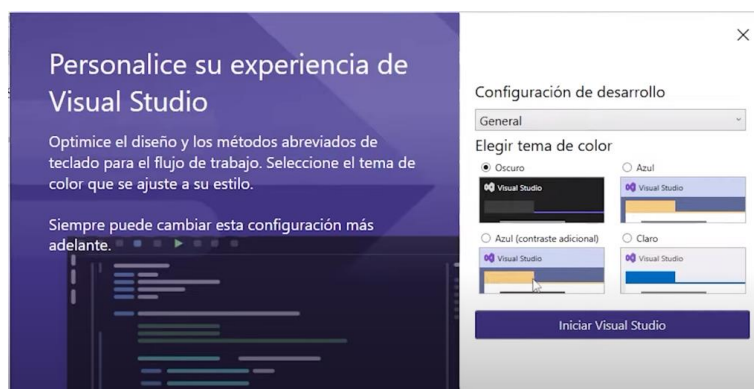 Personalice su experiencia de
Visual Studio
Optimice el diseño y los métodos abreviados de
teclado para el flujo de trabajo. Seleccione el tema de
color que se ajuste a su estilo.
Siempre puede cambiar esta configuración más
adelante.
Configuración de desarrollo
General
Elegir tema de color
Oscuro
Azul
Visual Studio
Visual Studio
Azul (contraste adicional)
Claro
Visual Studio
Visual Studio
Iniciar Visual Studio